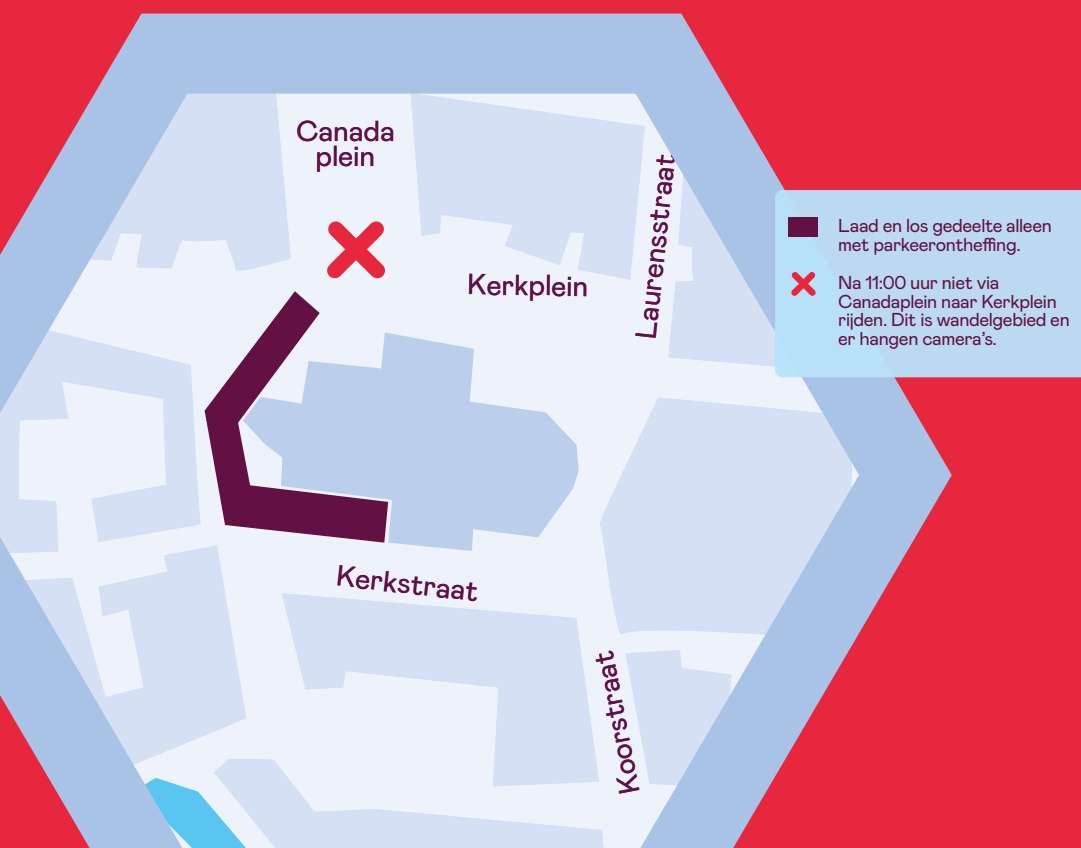 Canada
plein
Laurensstraat
Kerkplein
Laad en los gedeelte alleen
met parkeerontheffing.
Na 11:00 uur niet via
Canadaplein naar Kerkplein
rijden. Dit is wandelgebied en
er hangen camera’s.
Kerkstraat
Koorstraat